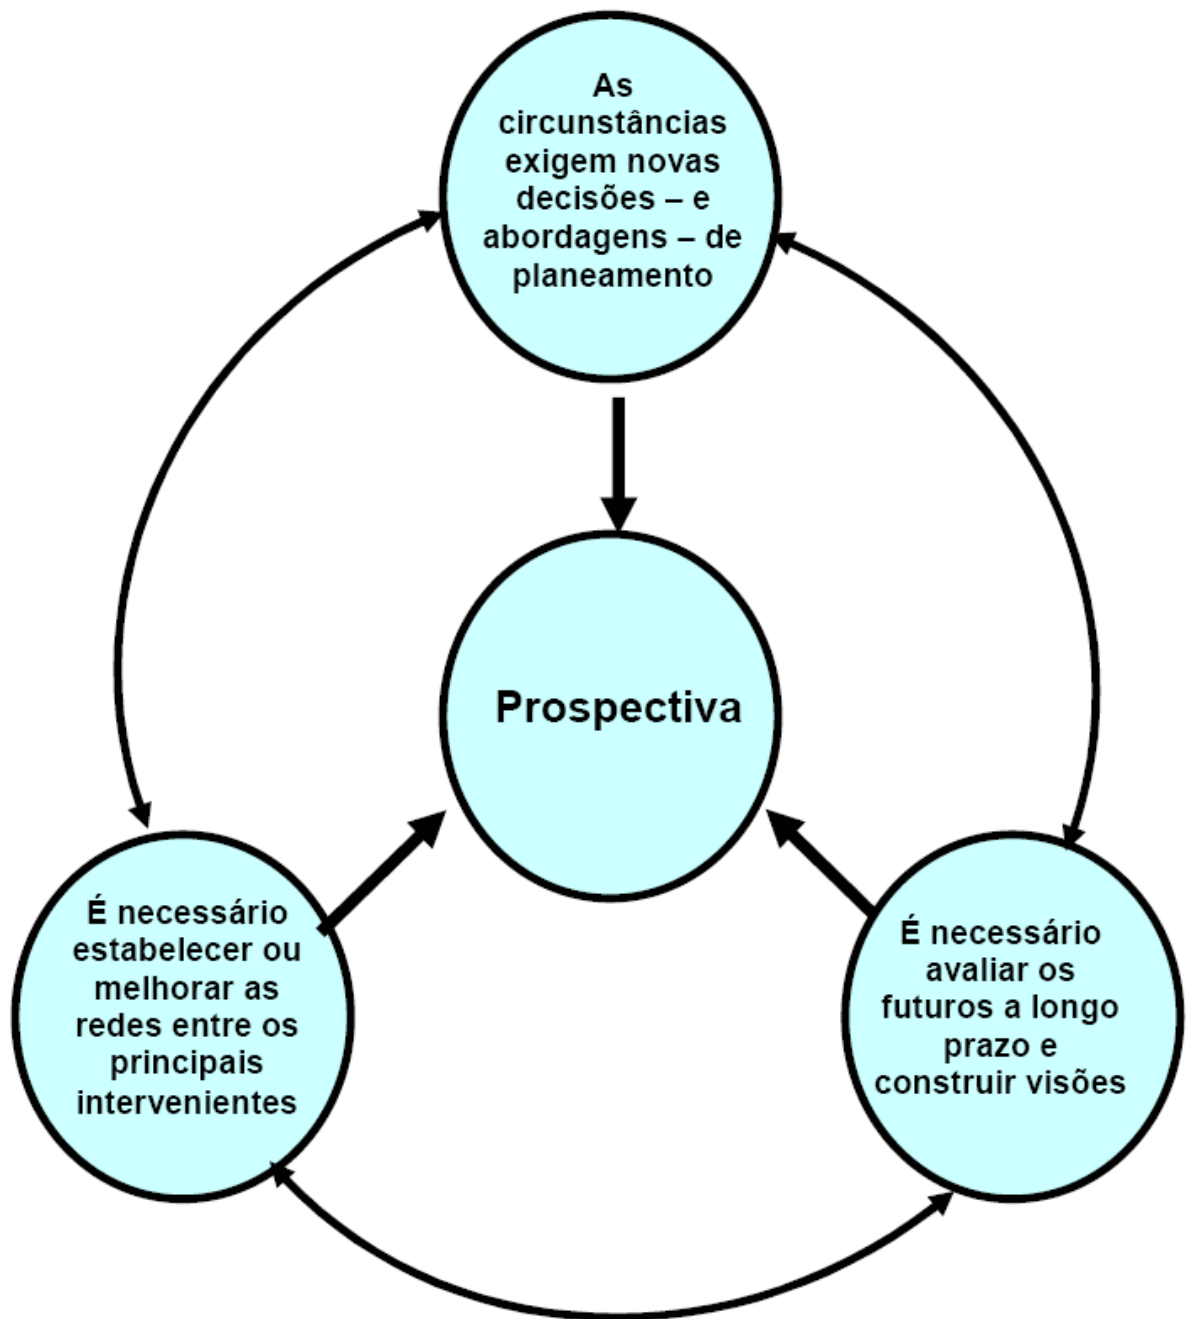 As
circunstâncias
exigem novas
decisões – e
abordagens – de
planeamento
Prospectiva
É necessário
estabelecer ou
melhorar as
redes entre os
principais
intervenientes
É necessário
avaliar os
futuros a longo
prazo e
construir visões